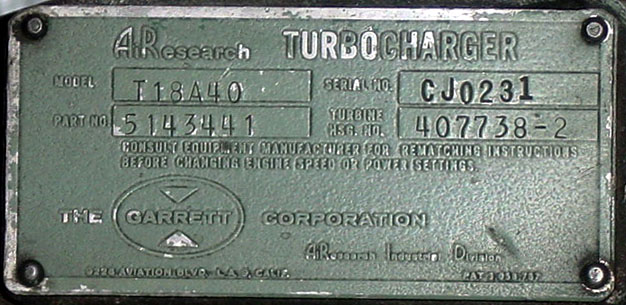 AiResearch TURBOCHARGER
MODEL T18A40 SERIAL NO. CJ0231
PART NO. 5143441 TURBINE HSG. NO. 407738-2
CONSULT EQUIPMENT MANUFACTURER FOR REMATCHING INSTRUCTIONS
BEFORE CHANGING ENGINE SPEED OR POWER SETTINGS.
THE GARRETT CORPORATION
AiResearch Industrial Division
AVIATION BLVD. L.A. CALIF. PAT.